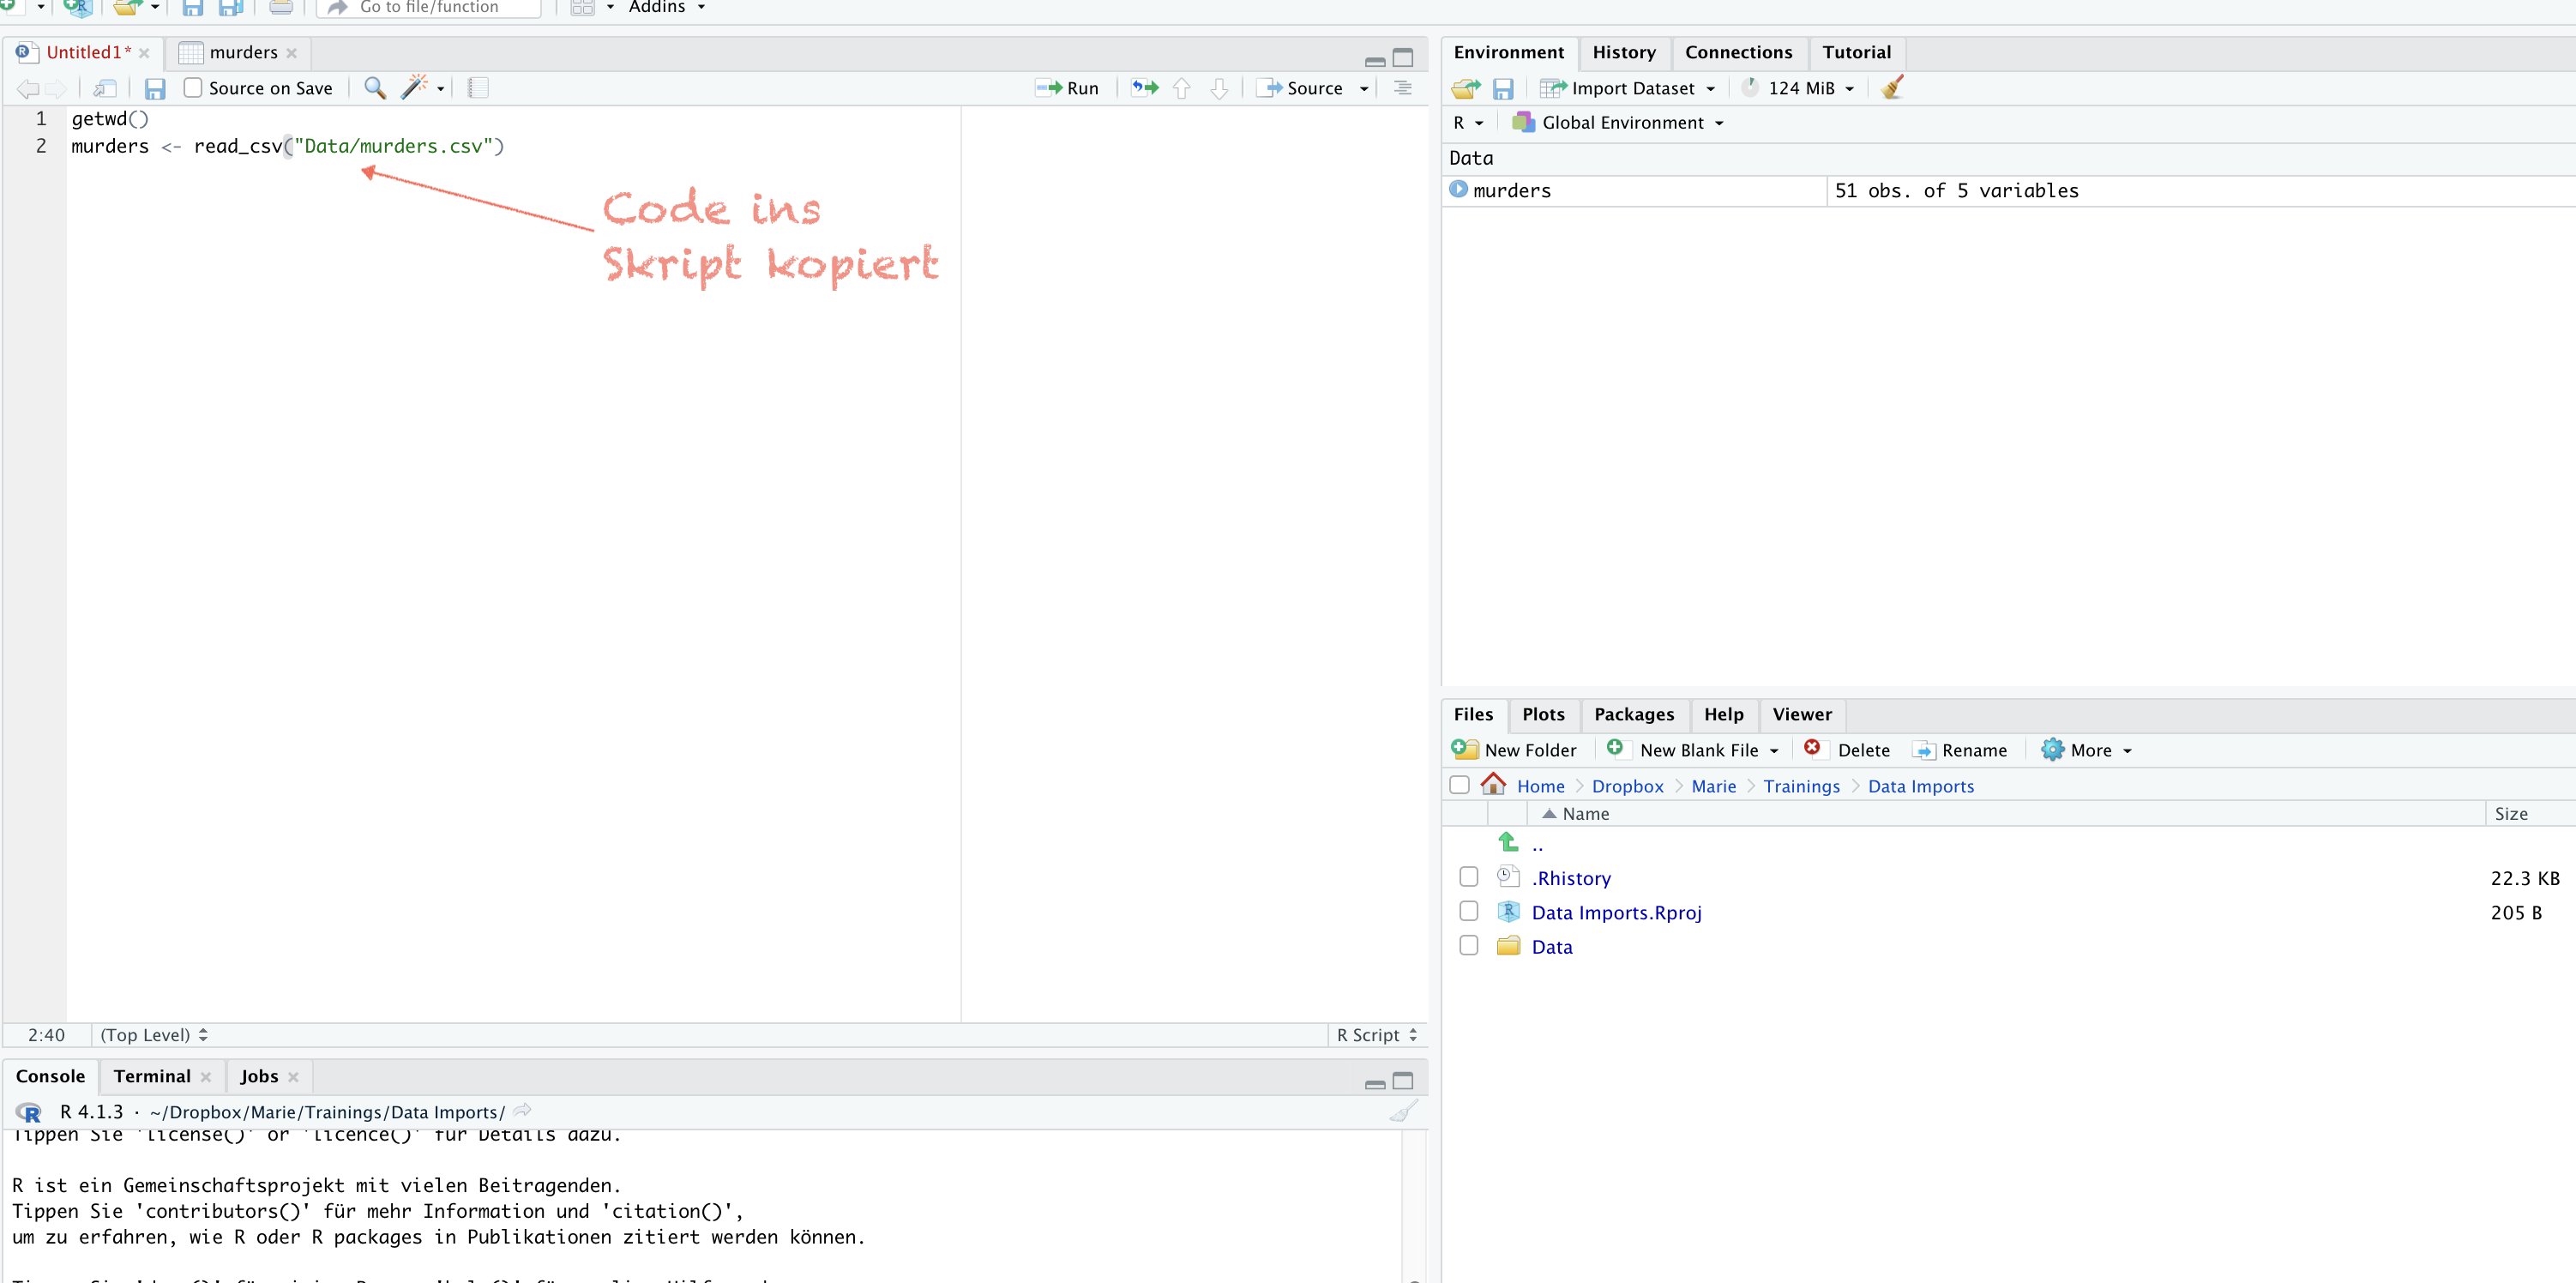 Go to file/function
Addins
Untitled1*
murders
Source on Save
Run
Source
1 getwd()
2 murders <- read_csv("Data/murders.csv")
Code ins
Skript kopiert
2:40
(Top Level)
R Script
Console
Terminal
Jobs
R 4.1.3 · ~/Dropbox/Marie/Trainings/Data Imports/
Tippen Sie 'license()' or 'licence()' für Details dazu.
R ist ein Gemeinschaftsprojekt mit vielen Beitragenden.
Tippen Sie 'contributors()' für mehr Information und 'citation()',
um zu erfahren, wie R oder R packages in Publikationen zitiert werden können.
Environment
History
Connections
Tutorial
Import Dataset
124 MiB
R
Global Environment
Data
murders 51 obs. of 5 variables
Files
Plots
Packages
Help
Viewer
New Folder
New Blank File
Delete
Rename
More
Home
Dropbox
Marie
Trainings
Data Imports
Name Size
..
.Rhistory 22.3 KB
Data Imports.Rproj 205 B
Data